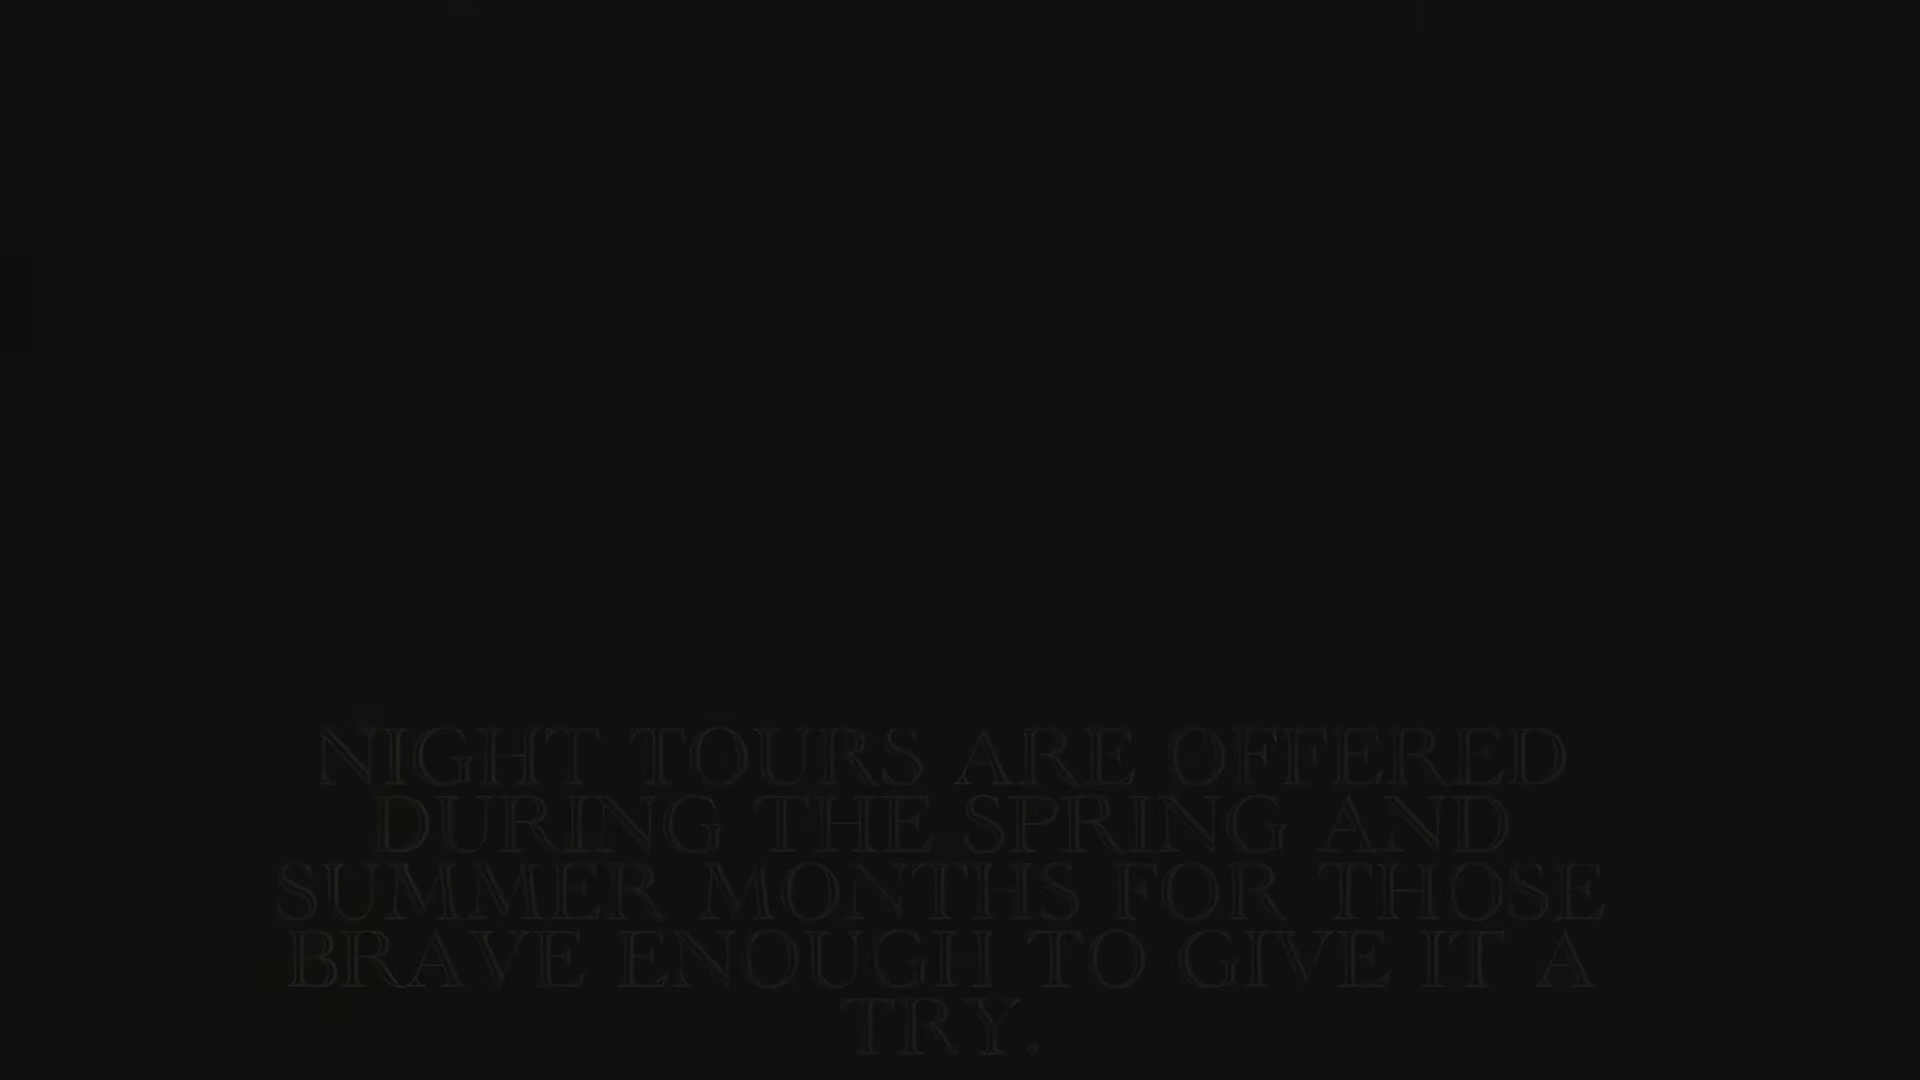 NIGHT TOURS ARE OFFERED
DURING THE SPRING AND
SUMMER MONTHS FOR THOSE
BRAVE ENOUGH TO GIVE IT A
TRY.